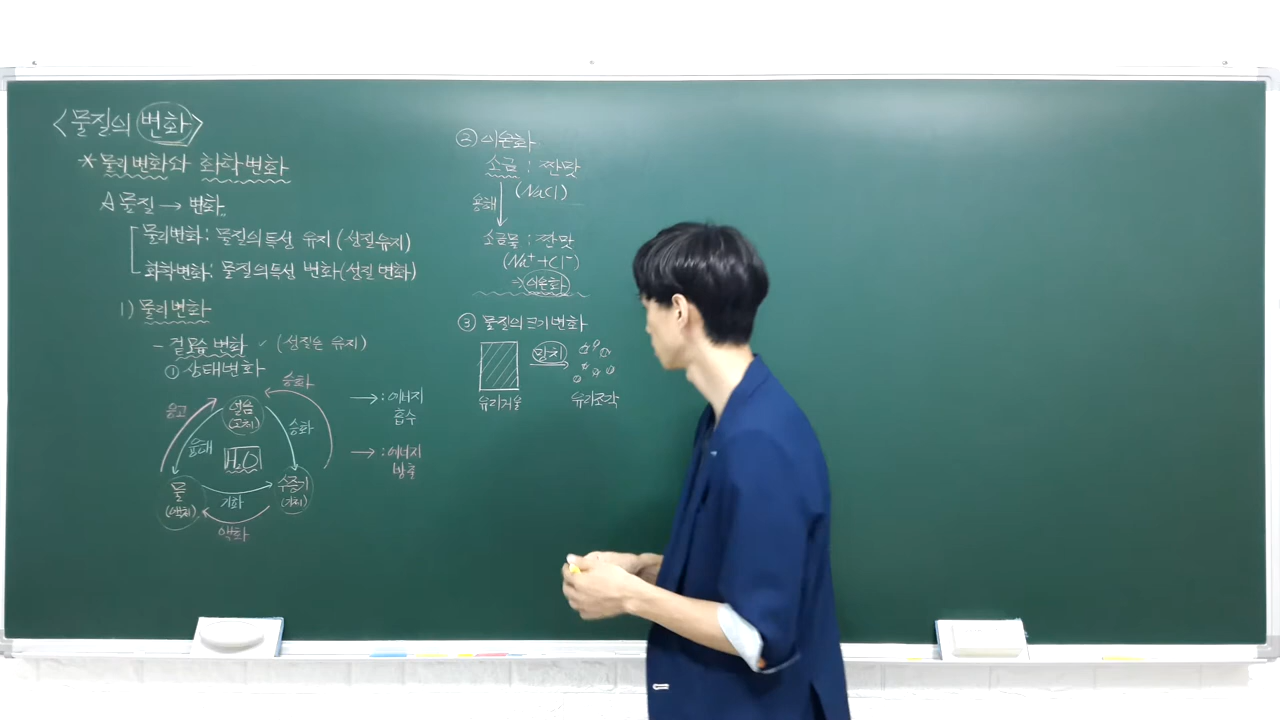 <물질의 변화>
* 물리변화와 화학변화
A 물질 → 변화
물리변화: 물질의 특성 유지 (성질유지)
화학변화: 물질의 특성 변화 (성질 변화)
1) 물리변화
- 겉모습 변화 (성질은 유지)
① 상태변화
승화
응고
얼음
(고체)
승화
융해
H₂O
물
(액체)
기화
수증기
(기체)
액화
→ : 에너지
흡수
→ : 에너지
방출
② 이온화
소금 : 짠맛
(NaCl)
용해
소금물 : 짠맛
(Na⁺+Cl⁻)
→ 이온화
③ 물질의 크기변화
망치
유리거울
유리조각